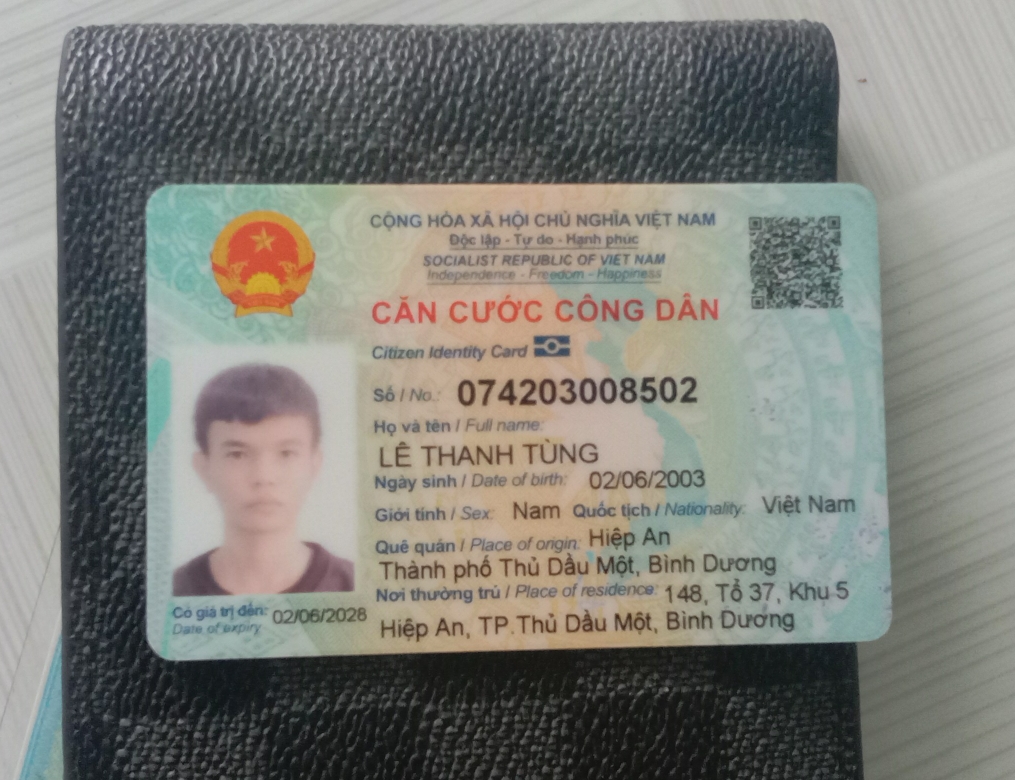 CỘNG HÒA XÃ HỘI CHỦ NGHĨA VIỆT NAM
Độc lập - Tự do - Hạnh phúc
SOCIALIST REPUBLIC OF VIET NAM
Independence - Freedom - Happiness
CĂN CƯỚC CÔNG DÂN
Citizen Identity Card
Số / No.: 074203008502
Họ và tên / Full name:
LÊ THANH TÙNG
Ngày sinh / Date of birth: 02/06/2003
Giới tính / Sex: Nam Quốc tịch / Nationality: Việt Nam
Quê quán / Place of origin: Hiệp An
Thành phố Thủ Dầu Một, Bình Dương
Nơi thường trú / Place of residence: 148, Tổ 37, Khu 5
Hiệp An, TP.Thủ Dầu Một, Bình Dương
Có giá trị đến: 02/06/2028
Date of expiry